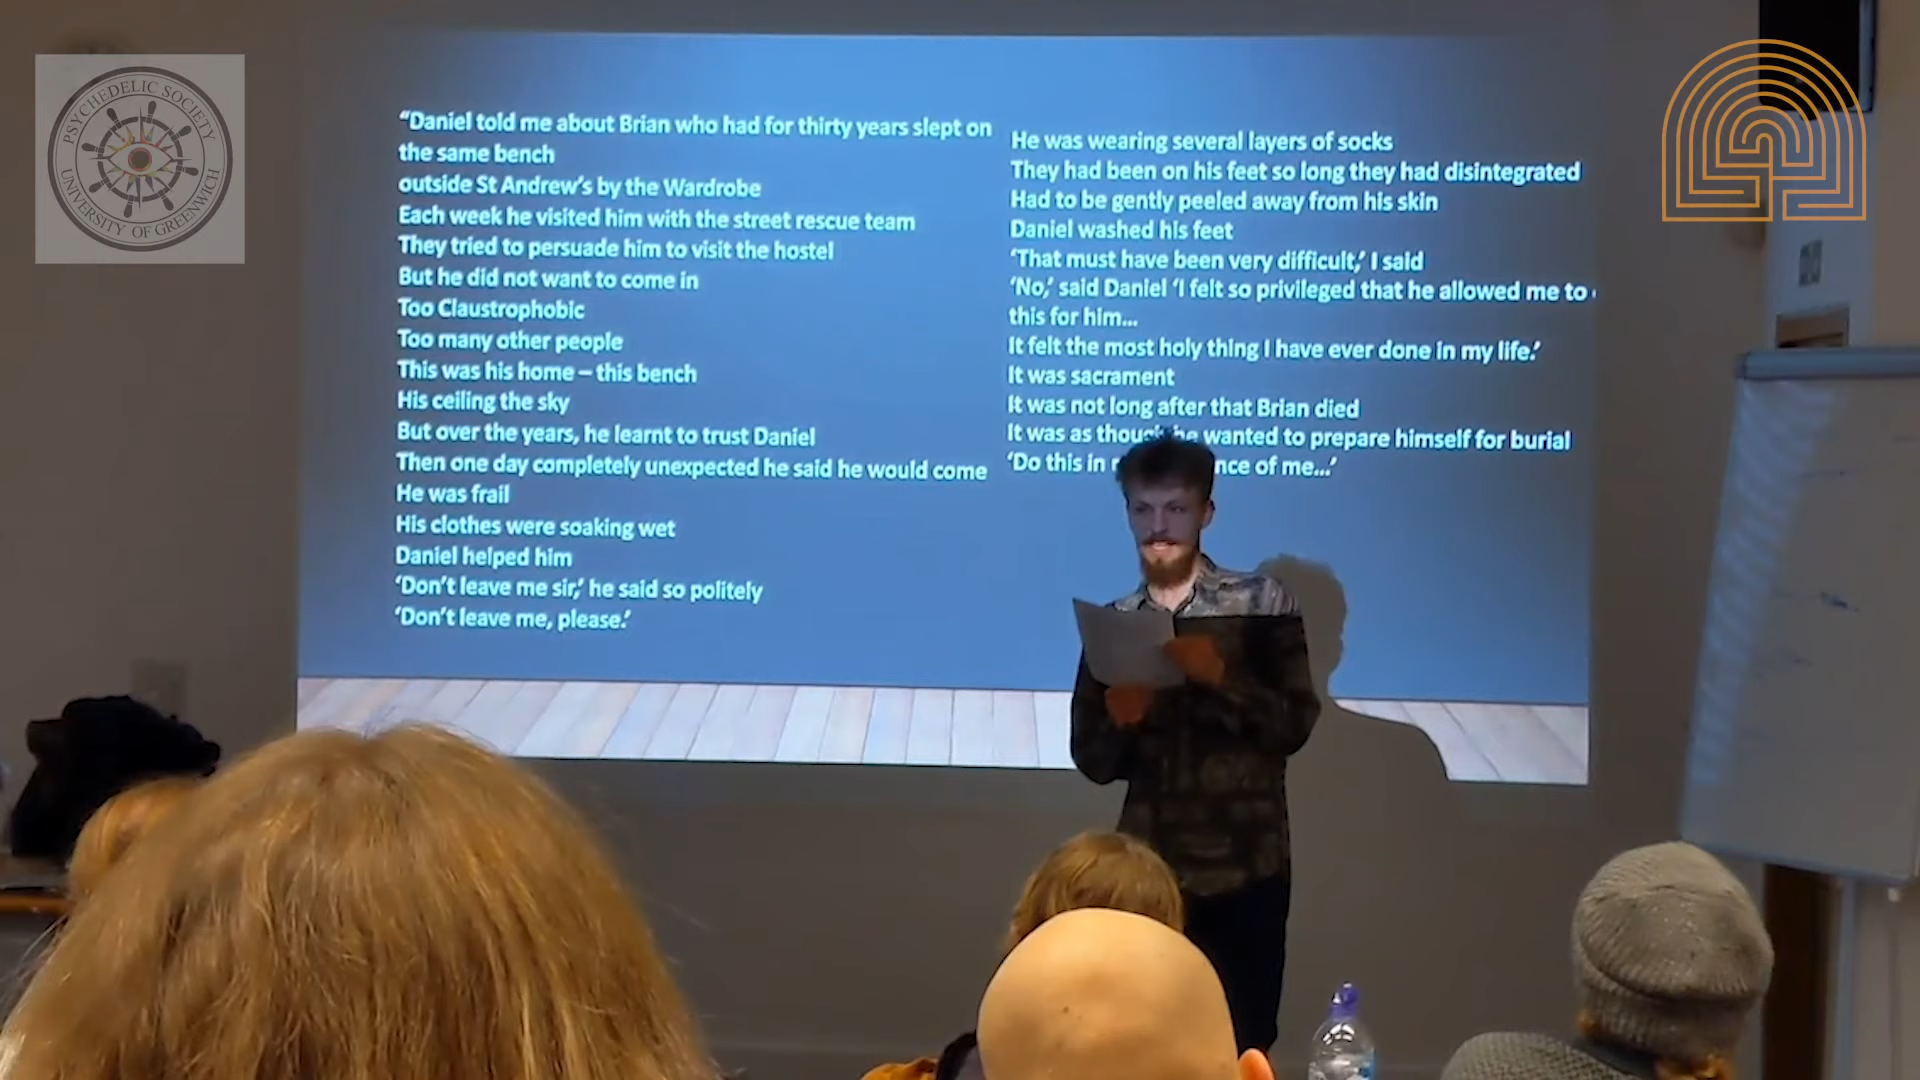 PSYCHEDELIC SOCIETY
UNIVERSITY OF GREENWICH
“Daniel told me about Brian who had for thirty years slept on
the same bench
outside St Andrew’s by the Wardrobe
Each week he visited him with the street rescue team
They tried to persuade him to visit the hostel
But he did not want to come in
Too Claustrophobic
Too many other people
This was his home – this bench
His ceiling the sky
But over the years, he learnt to trust Daniel
Then one day completely unexpected he said he would come
He was frail
His clothes were soaking wet
Daniel helped him
‘Don’t leave me sir,’ he said so politely
‘Don’t leave me, please.’
He was wearing several layers of socks
They had been on his feet so long they had disintegrated
Had to be gently peeled away from his skin
Daniel washed his feet
‘That must have been very difficult,’ I said
‘No,’ said Daniel ‘I felt so privileged that he allowed me to
this for him...
It felt the most holy thing I have ever done in my life.’
It was sacrament
It was not long after that Brian died
It was as though he wanted to prepare himself for burial
‘Do this in of me...’